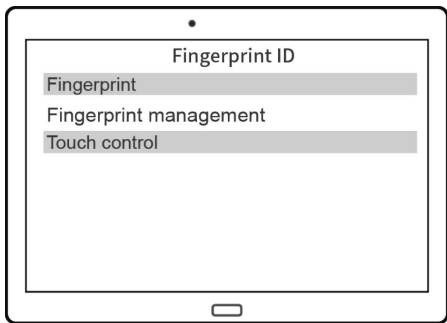 Fingerprint ID
Fingerprint
Fingerprint management
Touch control